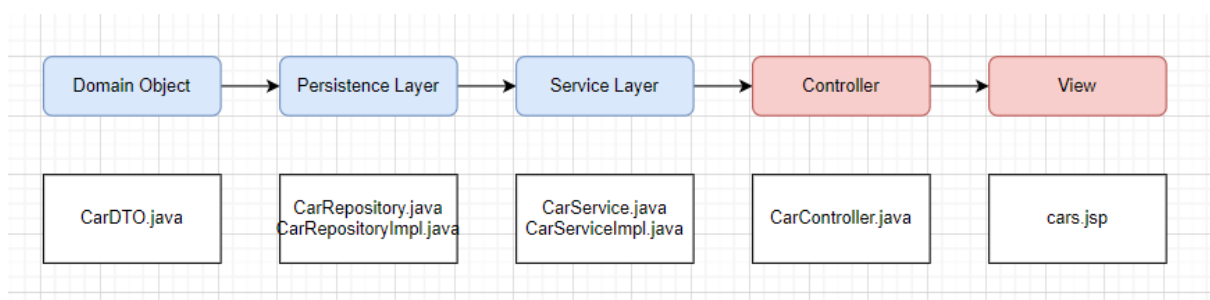 Domain Object
Persistence Layer
Service Layer
Controller
View
CarDTO.java
CarRepository.java
CarRepositoryImpl.java
CarService.java
CarServiceImpl.java
CarController.java
cars.jsp